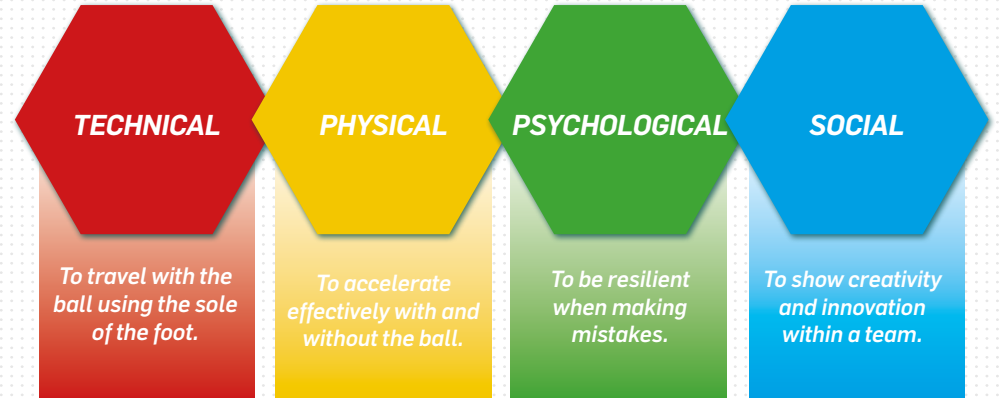 TECHNICAL
To travel with the
ball using the sole
of the foot.
PHYSICAL
To accelerate
effectively with and
without the ball.
PSYCHOLOGICAL
To be resilient
when making
mistakes.
SOCIAL
To show creativity
and innovation
within a team.